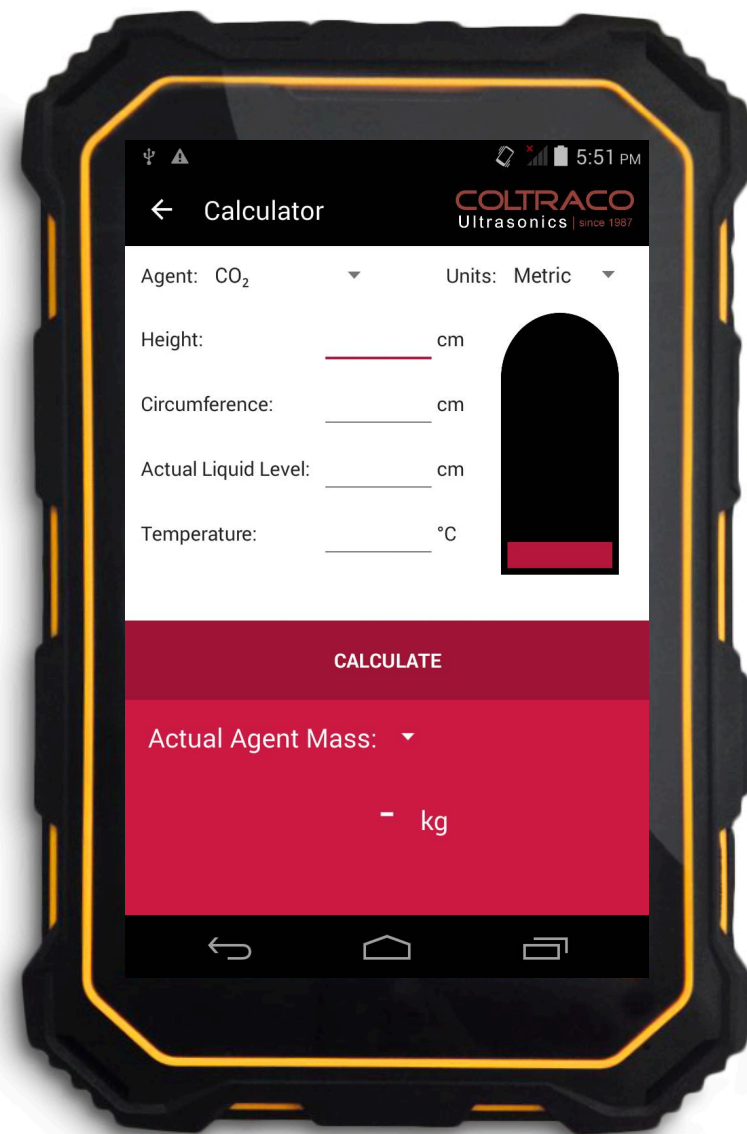 5:51 PM
Calculator
COLTRACO
Ultrasonics | since 1987
Agent: CO₂ Units: Metric
Height: cm
Circumference: cm
Actual Liquid Level: cm
Temperature: °C
CALCULATE
Actual Agent Mass:
- kg